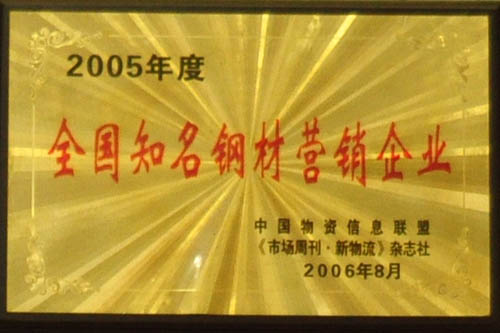 2005年度
全国知名钢材营销企业
中国物资信息联盟
《市场周刊·新物流》杂志社
2006年8月